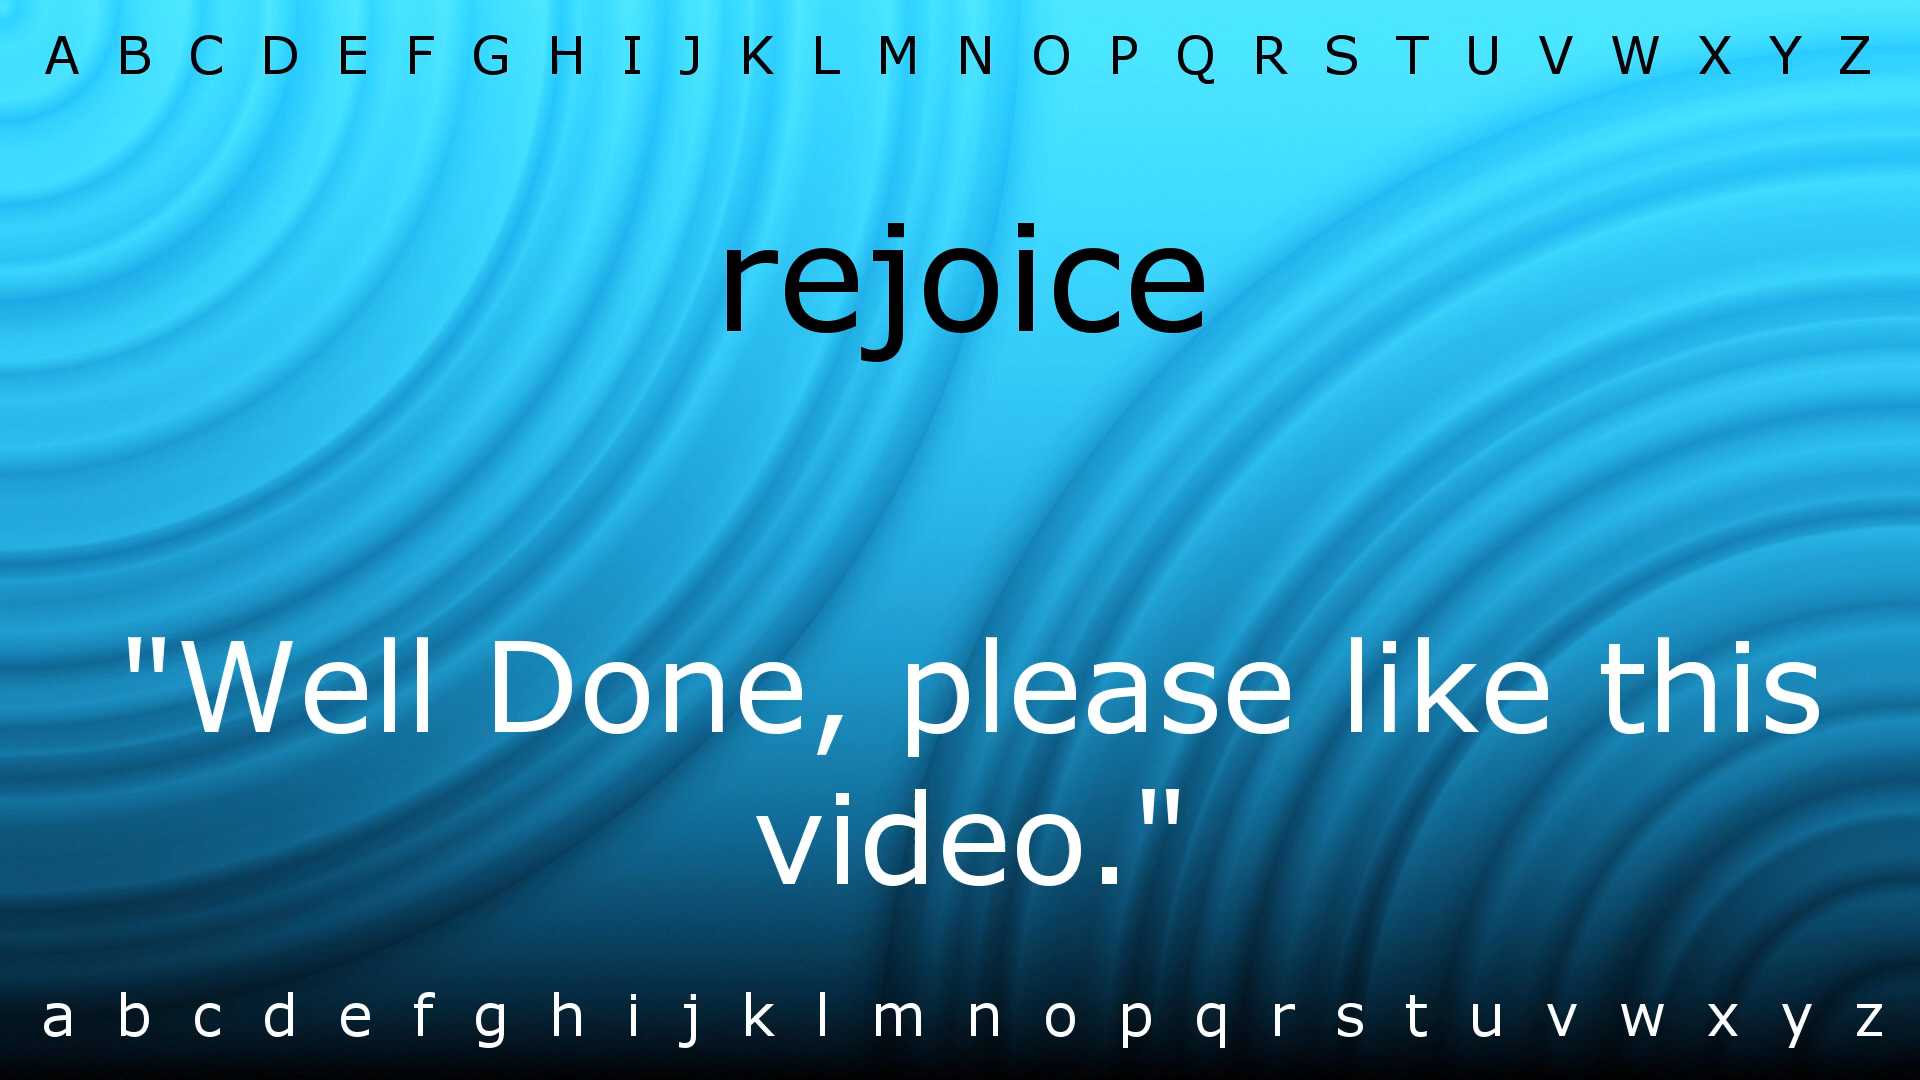 A B C D E F G H I J K L M N O P Q R S T U V W X Y Z
rejoice
"Well Done, please like this
video."
a b c d e f g h i j k l m n o p q r s t u v w x y z